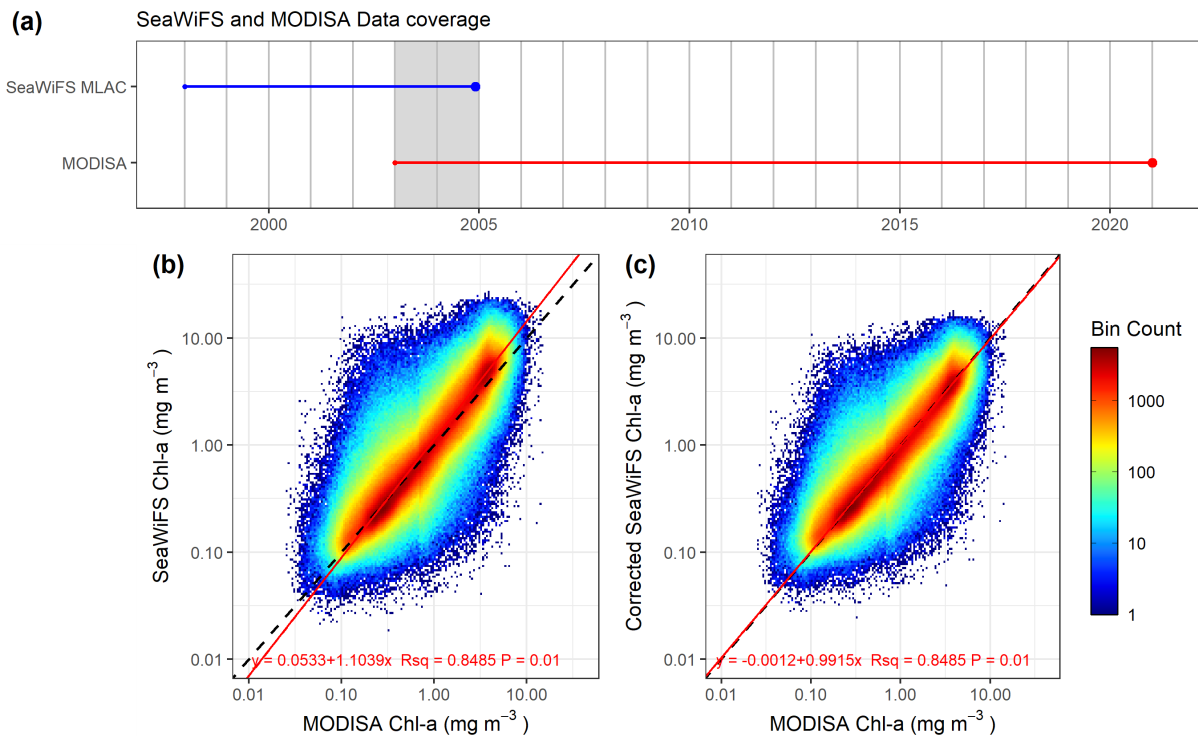 (a)
SeaWiFS and MODISA Data coverage
SeaWiFS MLAC
MODISA
2000 2005 2010 2015 2020
(b)
SeaWiFS Chl-a (mg m⁻³ )
10.00
1.00
0.10
0.01
y = 0.0533+1.1039x Rsq = 0.8485 P = 0.01
0.01 0.10 1.00 10.00
MODISA Chl-a (mg m⁻³ )
(c)
Corrected SeaWiFS Chl-a (mg m⁻³ )
10.00
1.00
0.10
0.01
y = -0.0012+0.9915x Rsq = 0.8485 P = 0.01
0.01 0.10 1.00 10.00
MODISA Chl-a (mg m⁻³ )
Bin Count
1000
100
10
1